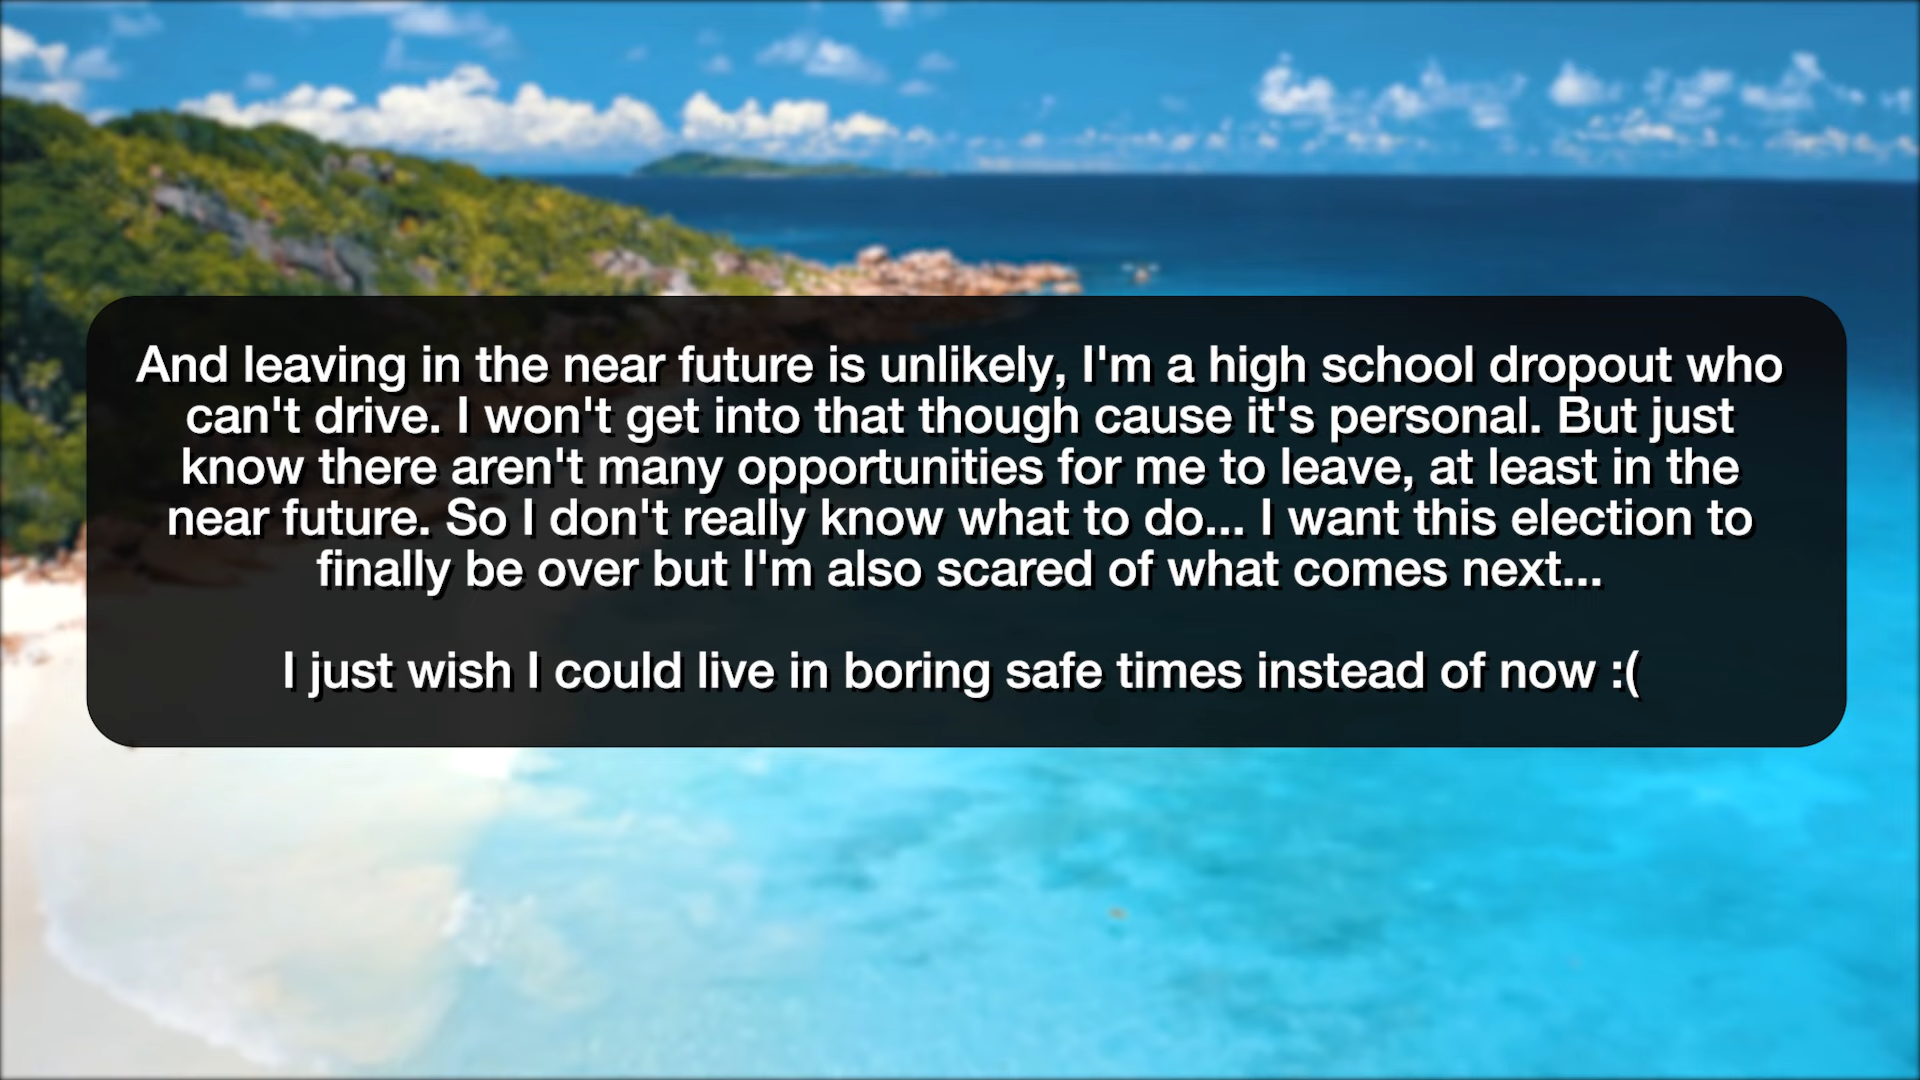 And leaving in the near future is unlikely, I'm a high school dropout who
can't drive. I won't get into that though cause it's personal. But just
know there aren't many opportunities for me to leave, at least in the
near future. So I don't really know what to do... I want this election to
finally be over but I'm also scared of what comes next...
I just wish I could live in boring safe times instead of now :(